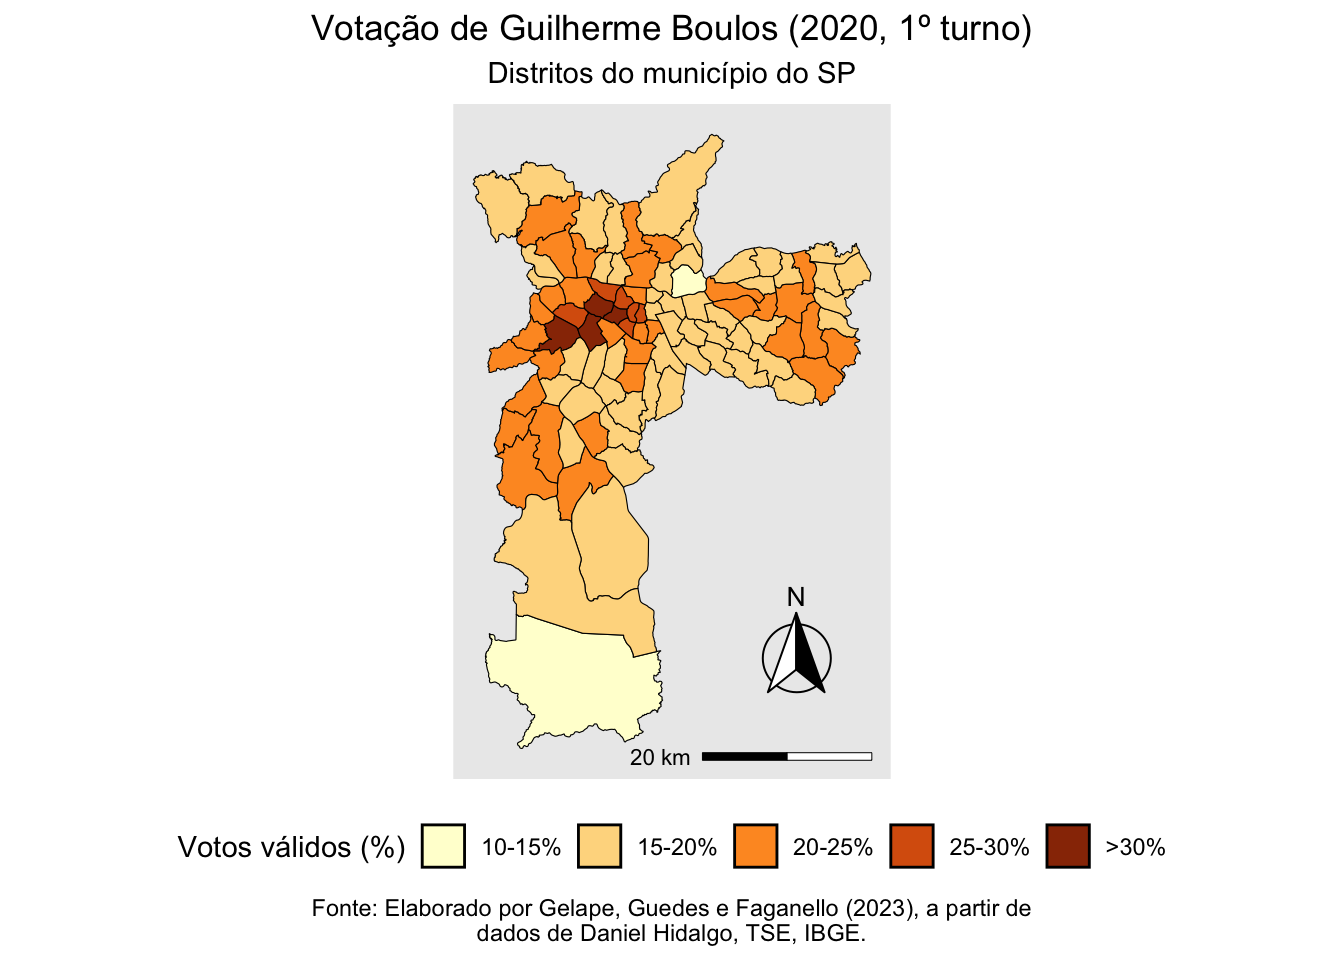 Votação de Guilherme Boulos (2020, 1º turno)
Distritos do município do SP
N
20 km
Votos válidos (%) 10-15% 15-20% 20-25% 25-30% >30%
Fonte: Elaborado por Gelape, Guedes e Faganello (2023), a partir de
dados de Daniel Hidalgo, TSE, IBGE.